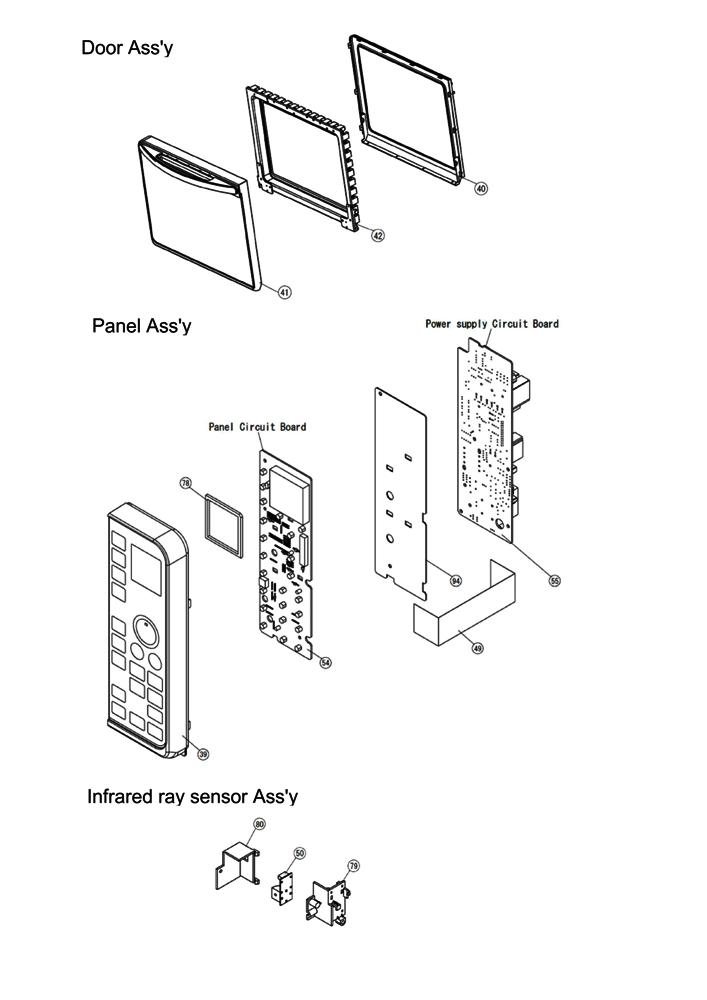 Door Ass'y
40
42
41
Panel Ass'y
Power supply Circuit Board
Panel Circuit Board
78
94
55
49
54
39
Infrared ray sensor Ass'y
80
50
79